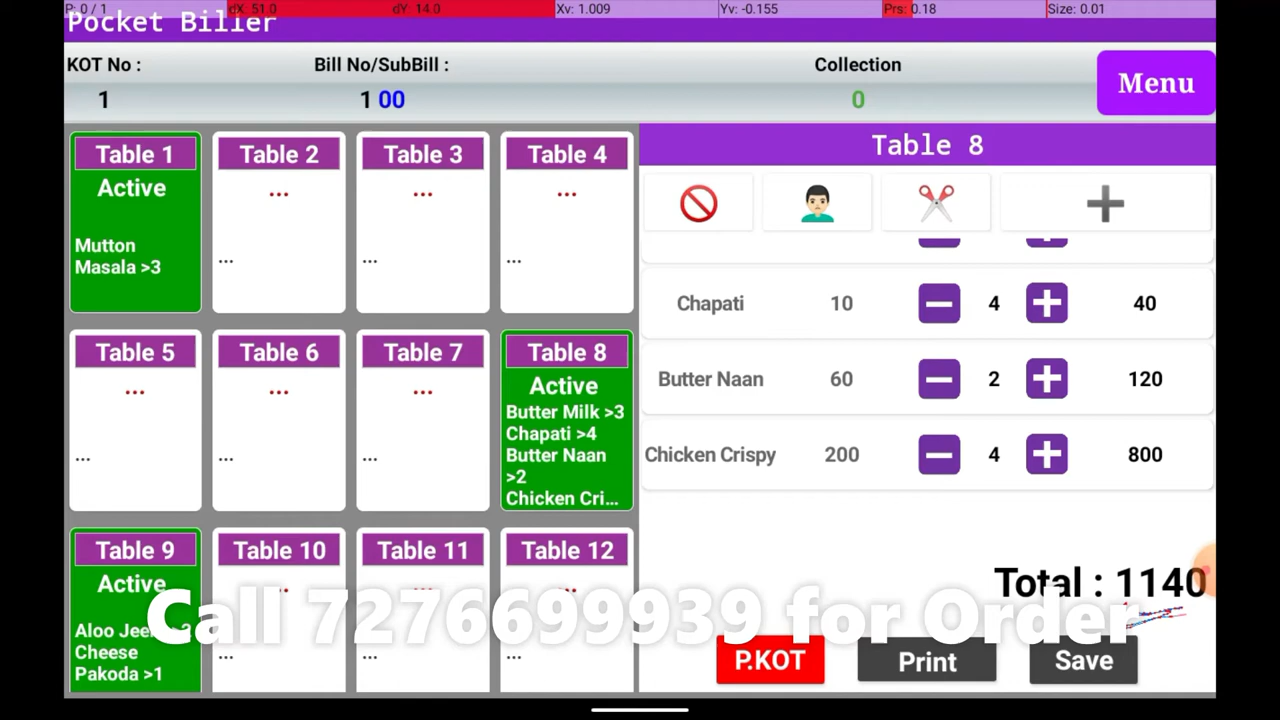 P: 0 / 1 dX: 51.0 dY: 14.0 Xv: 1.009 Yv: -0.155 Prs: 0.18 Size: 0.01
Pocket Biller
KOT No : Bill No/SubBill : Collection
1 1 00 0
Menu
Table 1 Table 2 Table 3 Table 4
Active ... ... ...
Mutton
Masala >3
... ... ...
Table 5 Table 6 Table 7 Table 8
... ... ... Active
Butter Milk >3
Chapati >4
Butter Naan
>2
Chicken Cri...
... ... ...
Table 9 Table 10 Table 11 Table 12
Active
Aloo
Cheese
Pakoda >1
... ... ...
Table 8
Chapati 10 4 40
Butter Naan 60 2 120
Chicken Crispy 200 4 800
Total : 1140
P.KOT Print Save
Call 7276699939 for Order